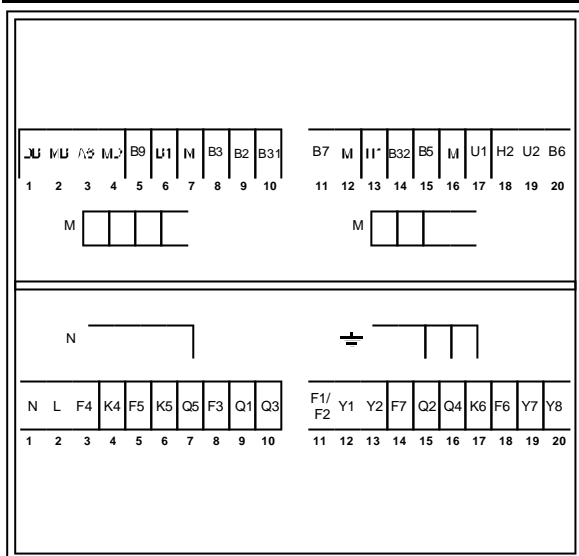 MB B9 B1 M B3 B2 B31 B7 M H1 B32 B5 M U1 H2 U2 B6
1 2 3 4 5 6 7 8 9 10 11 12 13 14 15 16 17 18 19 20
M M
N
N L F4 K4 F5 K5 Q5 F3 Q1 Q3 F1/ Y1 Y2 F7 Q2 Q4 K6 F6 Y7 Y8
F2
1 2 3 4 5 6 7 8 9 10 11 12 13 14 15 16 17 18 19 20